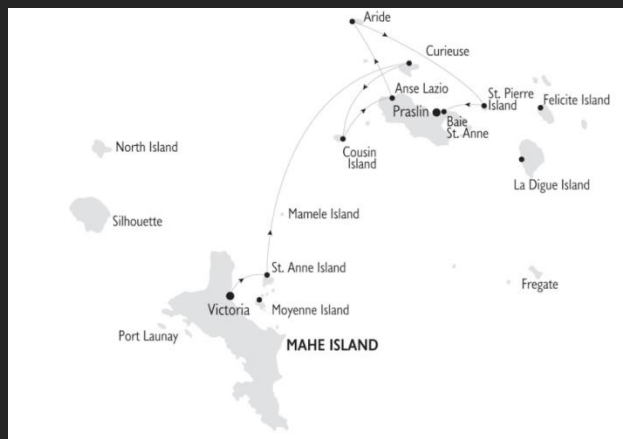 Aride
Curieuse
Anse Lazio
St. Pierre
Island
Felicite Island
Praslin
Baie
St. Anne
North Island
Cousin
Island
La Digue Island
Mamele Island
Silhouette
St. Anne Island
Fregate
Victoria
Moyenne Island
Port Launay
MAHE ISLAND